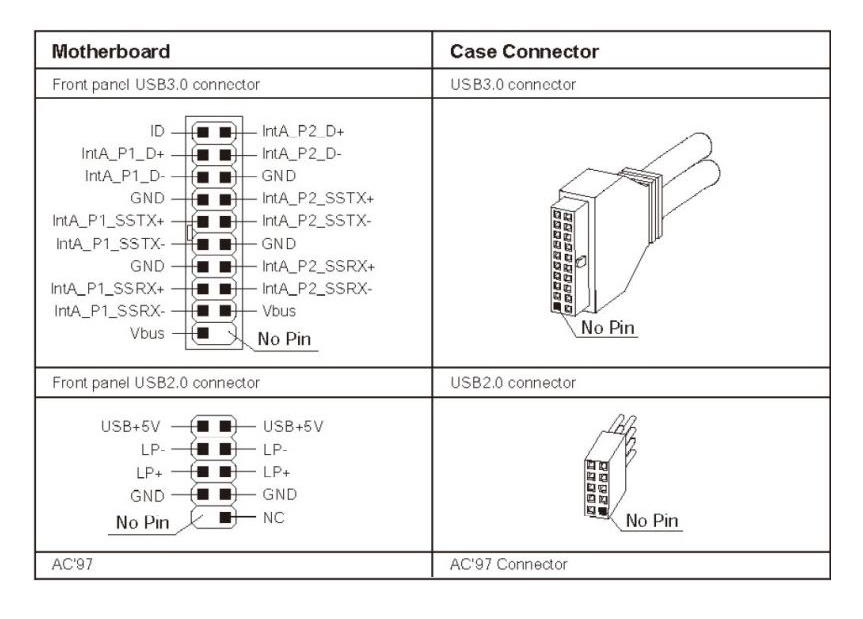 Motherboard Case Connector
Front panel USB3.0 connector USB3.0 connector
ID IntA_P2_D+
IntA_P1_D+ IntA_P2_D-
IntA_P1_D- GND
GND IntA_P2_SSTX+
IntA_P1_SSTX+ IntA_P2_SSTX-
IntA_P1_SSTX- GND
GND IntA_P2_SSRX+
IntA_P1_SSRX+ IntA_P2_SSRX-
IntA_P1_SSRX- Vbus
Vbus No Pin
No Pin
Front panel USB2.0 connector USB2.0 connector
USB+5V USB+5V
LP- LP-
LP+ LP+
GND GND
No Pin NC
No Pin
AC'97 AC'97 Connector